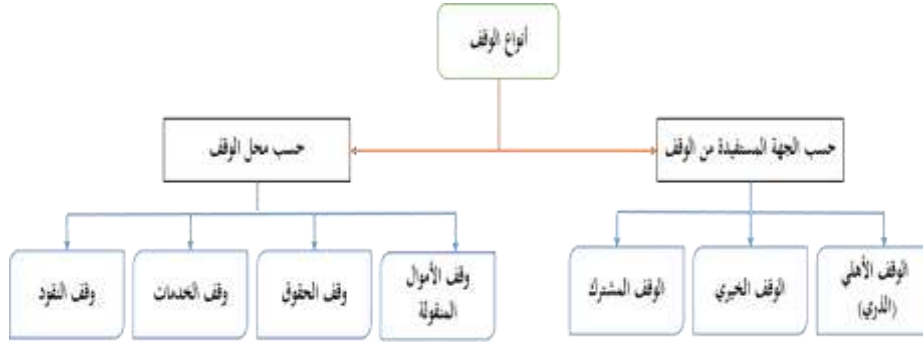 أنواع الوقف
حسب الجهة المستفيدة من الوقف
حسب محل الوقف
الوقف الأهلي
(الذري)
الوقف الخيري
الوقف المشترك
وقف الأموال
المنقولة
وقف الحقوق
وقف الخدمات
وقف النقود